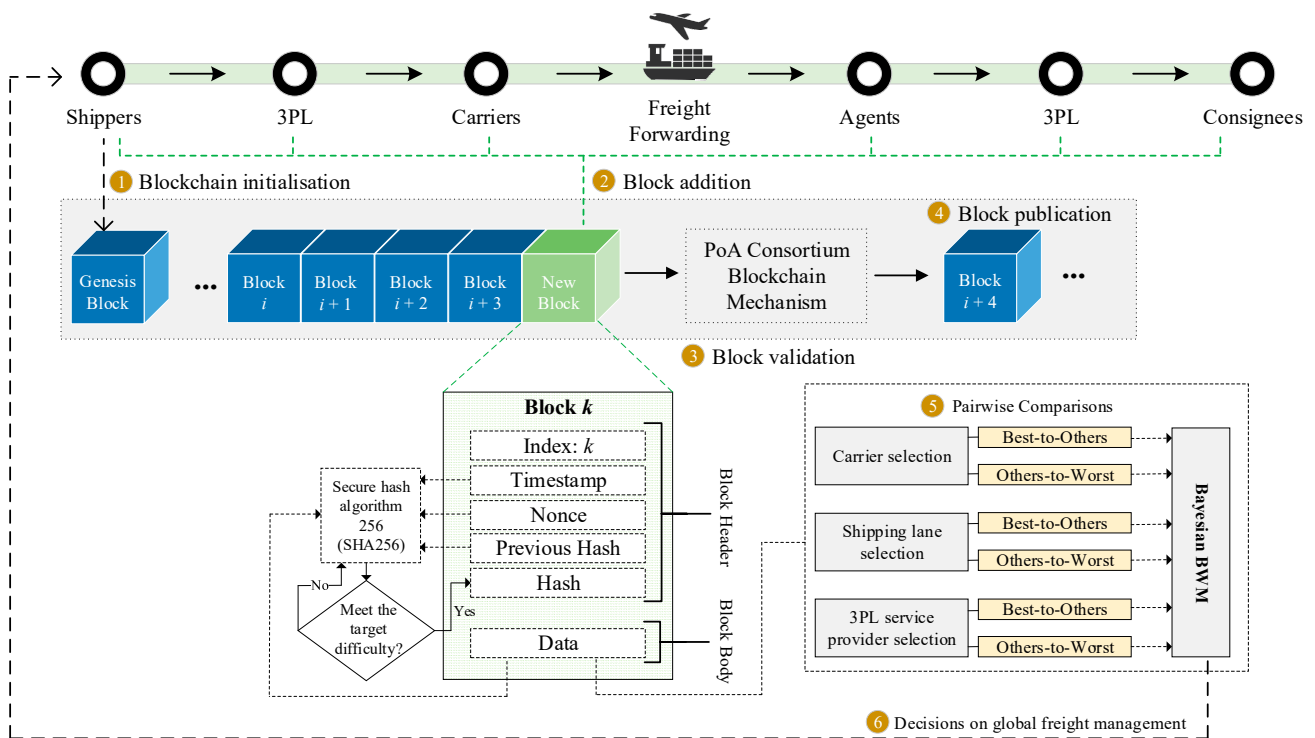 Shippers
3PL
Carriers
Freight
Forwarding
Agents
3PL
Consignees
1 Blockchain initialisation
2 Block addition
4 Block publication
Genesis
Block
...
Block
i
Block
i + 1
Block
i + 2
Block
i + 3
New
Block
PoA Consortium
Blockchain
Mechanism
Block
i + 4
...
3 Block validation
Block k
Index: k
Timestamp
Nonce
Previous Hash
Hash
Data
Block Header
Block Body
Secure hash
algorithm
256
(SHA256)
No
Meet the
target
difficulty?
Yes
5 Pairwise Comparisons
Carrier selection
Best-to-Others
Others-to-Worst
Shipping lane
selection
Best-to-Others
Others-to-Worst
3PL service
provider selection
Best-to-Others
Others-to-Worst
Bayesian BWM
6 Decisions on global freight management